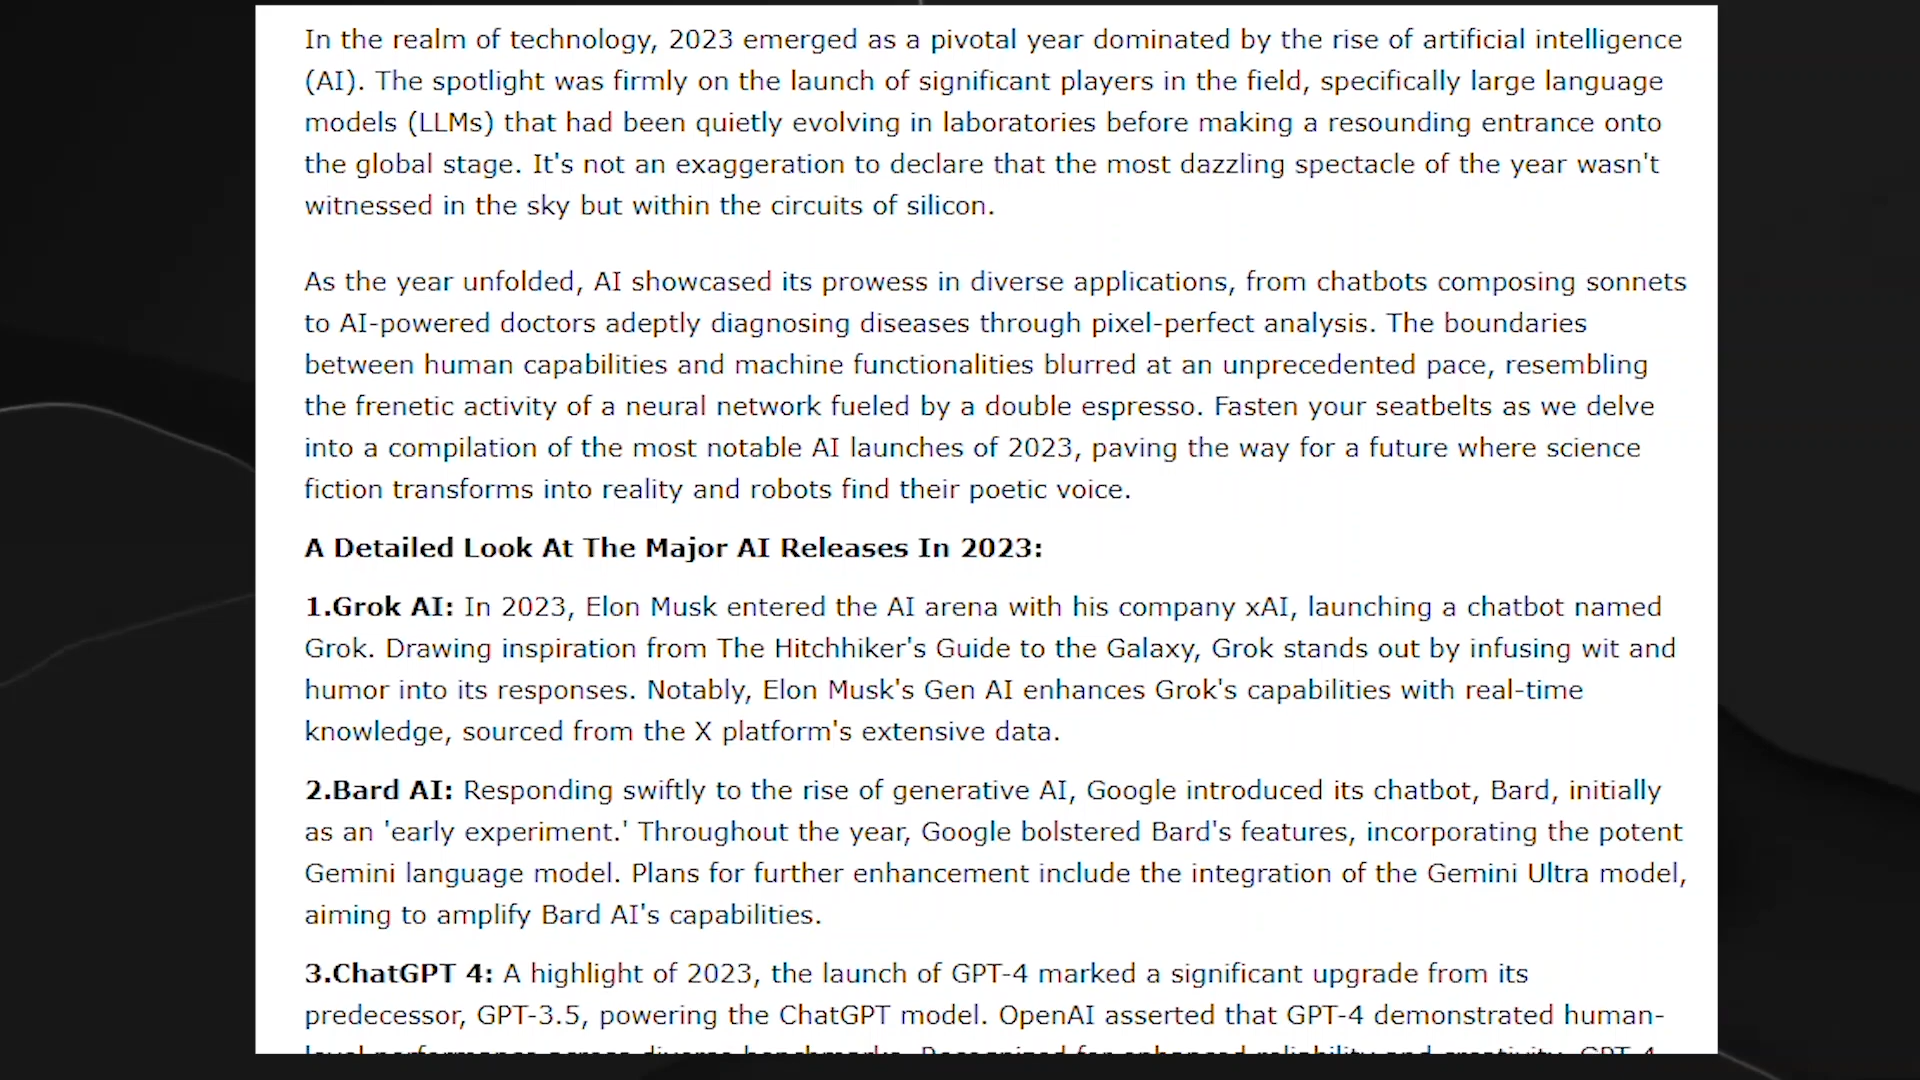 In the realm of technology, 2023 emerged as a pivotal year dominated by the rise of artificial intelligence
(AI). The spotlight was firmly on the launch of significant players in the field, specifically large language
models (LLMs) that had been quietly evolving in laboratories before making a resounding entrance onto
the global stage. It's not an exaggeration to declare that the most dazzling spectacle of the year wasn't
witnessed in the sky but within the circuits of silicon.
As the year unfolded, AI showcased its prowess in diverse applications, from chatbots composing sonnets
to AI-powered doctors adeptly diagnosing diseases through pixel-perfect analysis. The boundaries
between human capabilities and machine functionalities blurred at an unprecedented pace, resembling
the frenetic activity of a neural network fueled by a double espresso. Fasten your seatbelts as we delve
into a compilation of the most notable AI launches of 2023, paving the way for a future where science
fiction transforms into reality and robots find their poetic voice.
A Detailed Look At The Major AI Releases In 2023:
1.Grok AI: In 2023, Elon Musk entered the AI arena with his company xAI, launching a chatbot named
Grok. Drawing inspiration from The Hitchhiker's Guide to the Galaxy, Grok stands out by infusing wit and
humor into its responses. Notably, Elon Musk's Gen AI enhances Grok's capabilities with real-time
knowledge, sourced from the X platform's extensive data.
2.Bard AI: Responding swiftly to the rise of generative AI, Google introduced its chatbot, Bard, initially
as an 'early experiment.' Throughout the year, Google bolstered Bard's features, incorporating the potent
Gemini language model. Plans for further enhancement include the integration of the Gemini Ultra model,
aiming to amplify Bard AI's capabilities.
3.ChatGPT 4: A highlight of 2023, the launch of GPT-4 marked a significant upgrade from its
predecessor, GPT-3.5, powering the ChatGPT model. OpenAI asserted that GPT-4 demonstrated human-